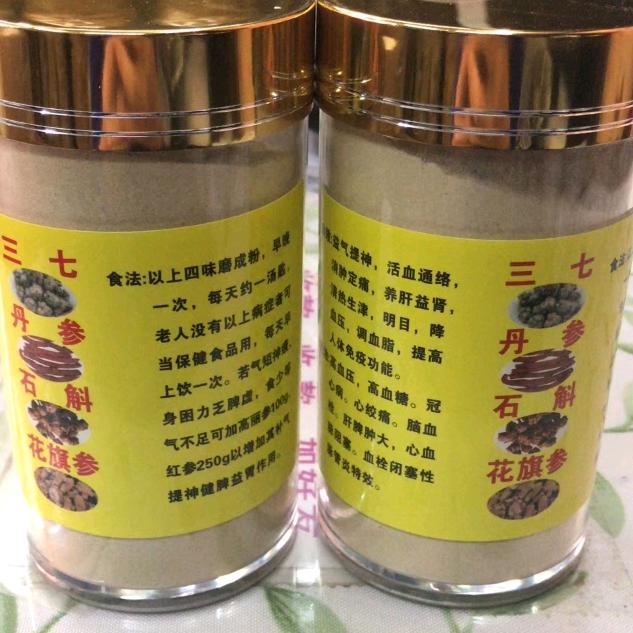 三七
丹参
石斛
花旗参
食法:以上四味磨成粉，早晚
一次，每天约一汤匙，
老人没有以上病症者可
当保健食品用，每天早
上饮一次。若气短神疲，
身困力乏脾虚，食少等
气不足可加高丽参100g，
红参250g以增加其补气
提神健脾益胃作用。
益气提神，活血通络，
消肿定痛，养肝益肾，
清热生津，明目，降
血压，调血脂，提高
人体免疫功能。
高血压，高血糖。冠
心病。心绞痛。脑血
栓。肝脾肿大，心血
阻塞。血栓闭塞性
管炎特效。
三七
丹参
石斛
花旗参
食法